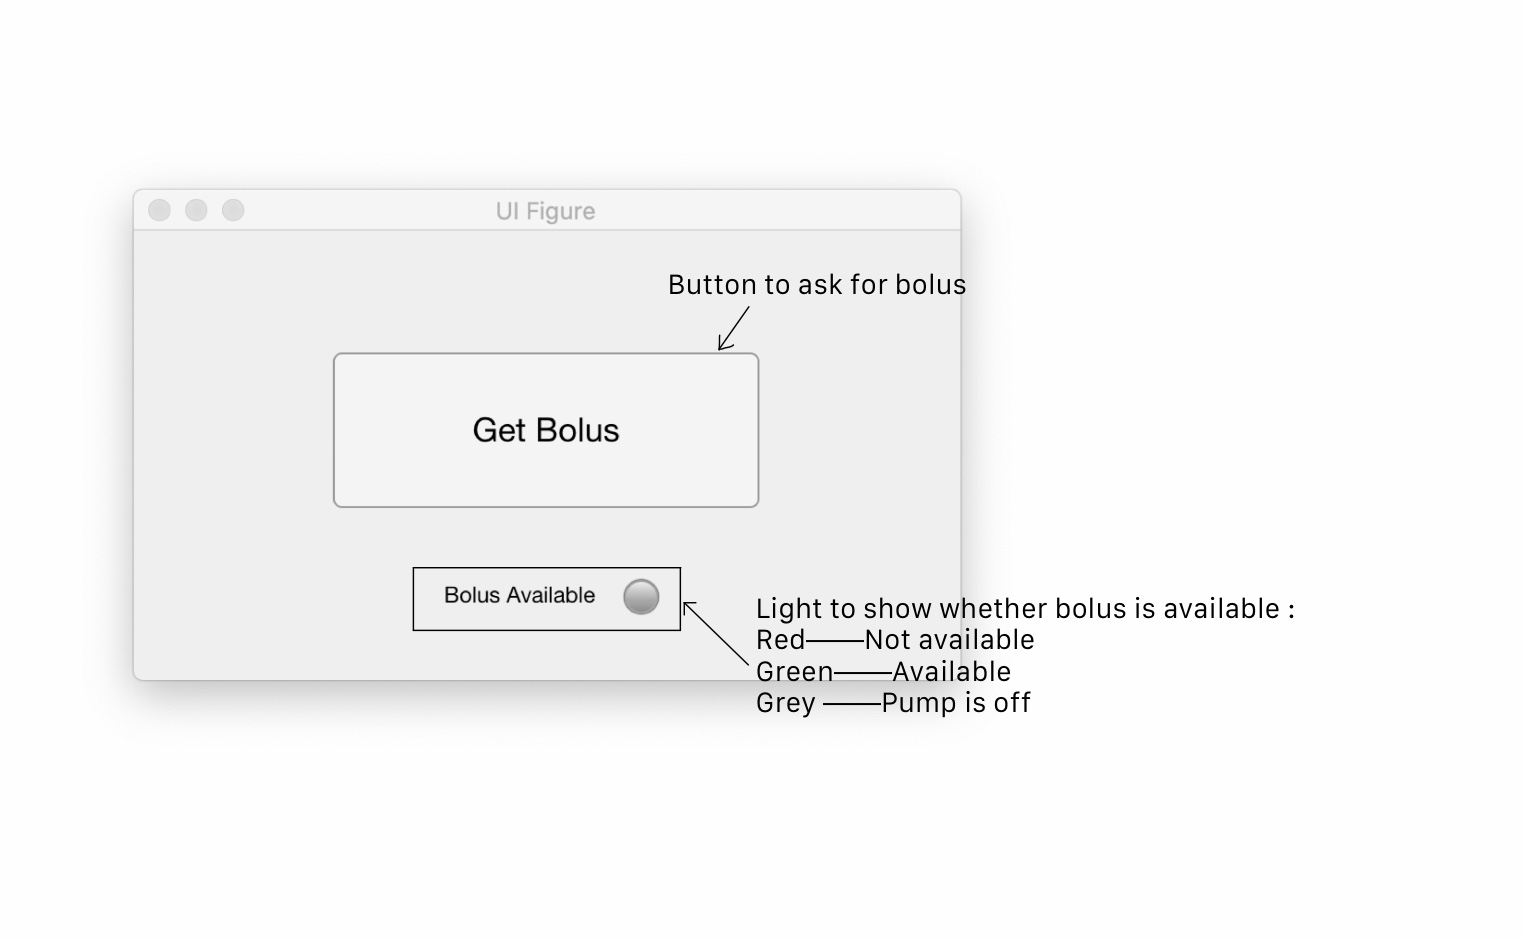 UI Figure
Button to ask for bolus
Get Bolus
Bolus Available
Light to show whether bolus is available :
Red——Not available
Green——Available
Grey ——Pump is off